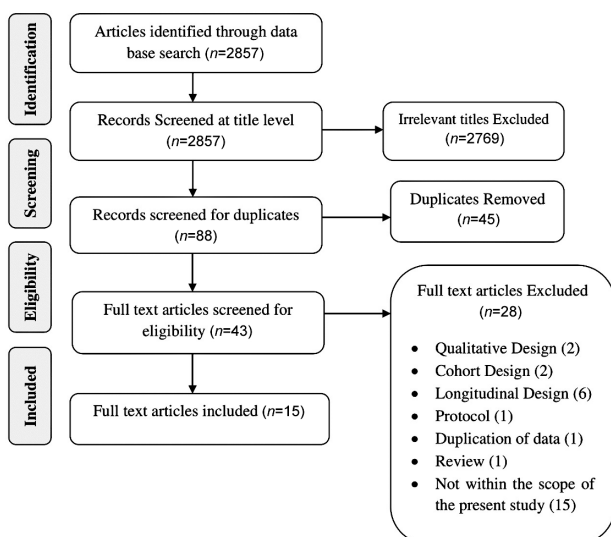 Identification
Articles identified through data
base search (n=2857)
Records Screened at title level
(n=2857)
Irrelevant titles Excluded
(n=2769)
Screening
Records screened for duplicates
(n=88)
Duplicates Removed
(n=45)
Eligibility
Full text articles screened for
eligibility (n=43)
Full text articles Excluded
(n=28)
• Qualitative Design (2)
• Cohort Design (2)
• Longitudinal Design (6)
• Protocol (1)
• Duplication of data (1)
• Review (1)
• Not within the scope of
the present study (15)
Included
Full text articles included (n=15)